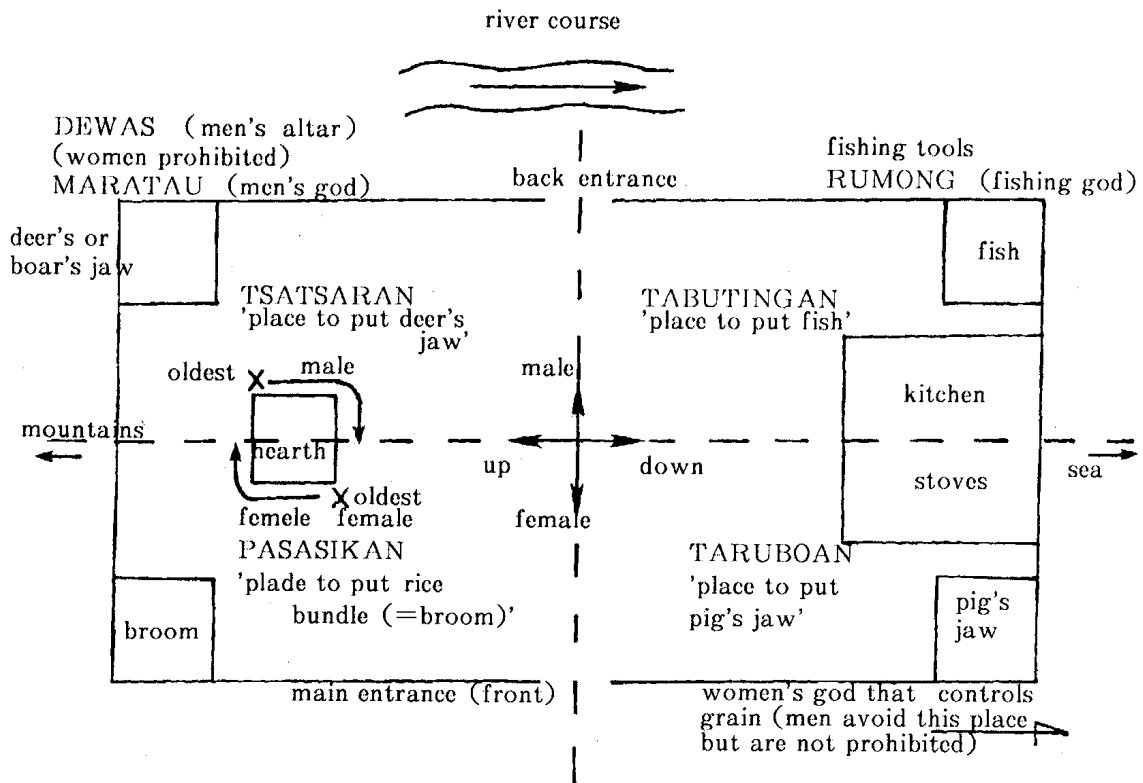 river course
DEWAS (men's altar)
(women prohibited)
MARATAU (men's god)
back entrance
fishing tools
RUMONG (fishing god)
deer's or
boar's jaw
fish
TSATSARAN
'place to put deer's
jaw'
TABUTINGAN
'place to put fish'
oldest X male
male
kitchen
mountains
hearth
up
down
sea
stoves
X oldest
femele female
female
PASASIKAN
'plade to put rice
bundle (=broom)'
TARUBOAN
'place to put
pig's jaw'
broom
pig's
jaw
main entrance (front)
women's god that controls
grain (men avoid this place
but are not prohibited)